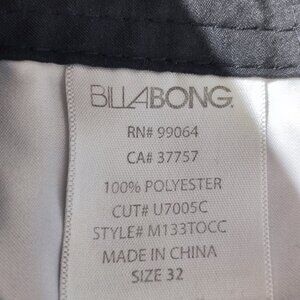 BILLABONG
RN# 99064
CA# 37757
100% POLYESTER
CUT# U7005C
STYLE# M133TOCC
MADE IN CHINA
SIZE 32